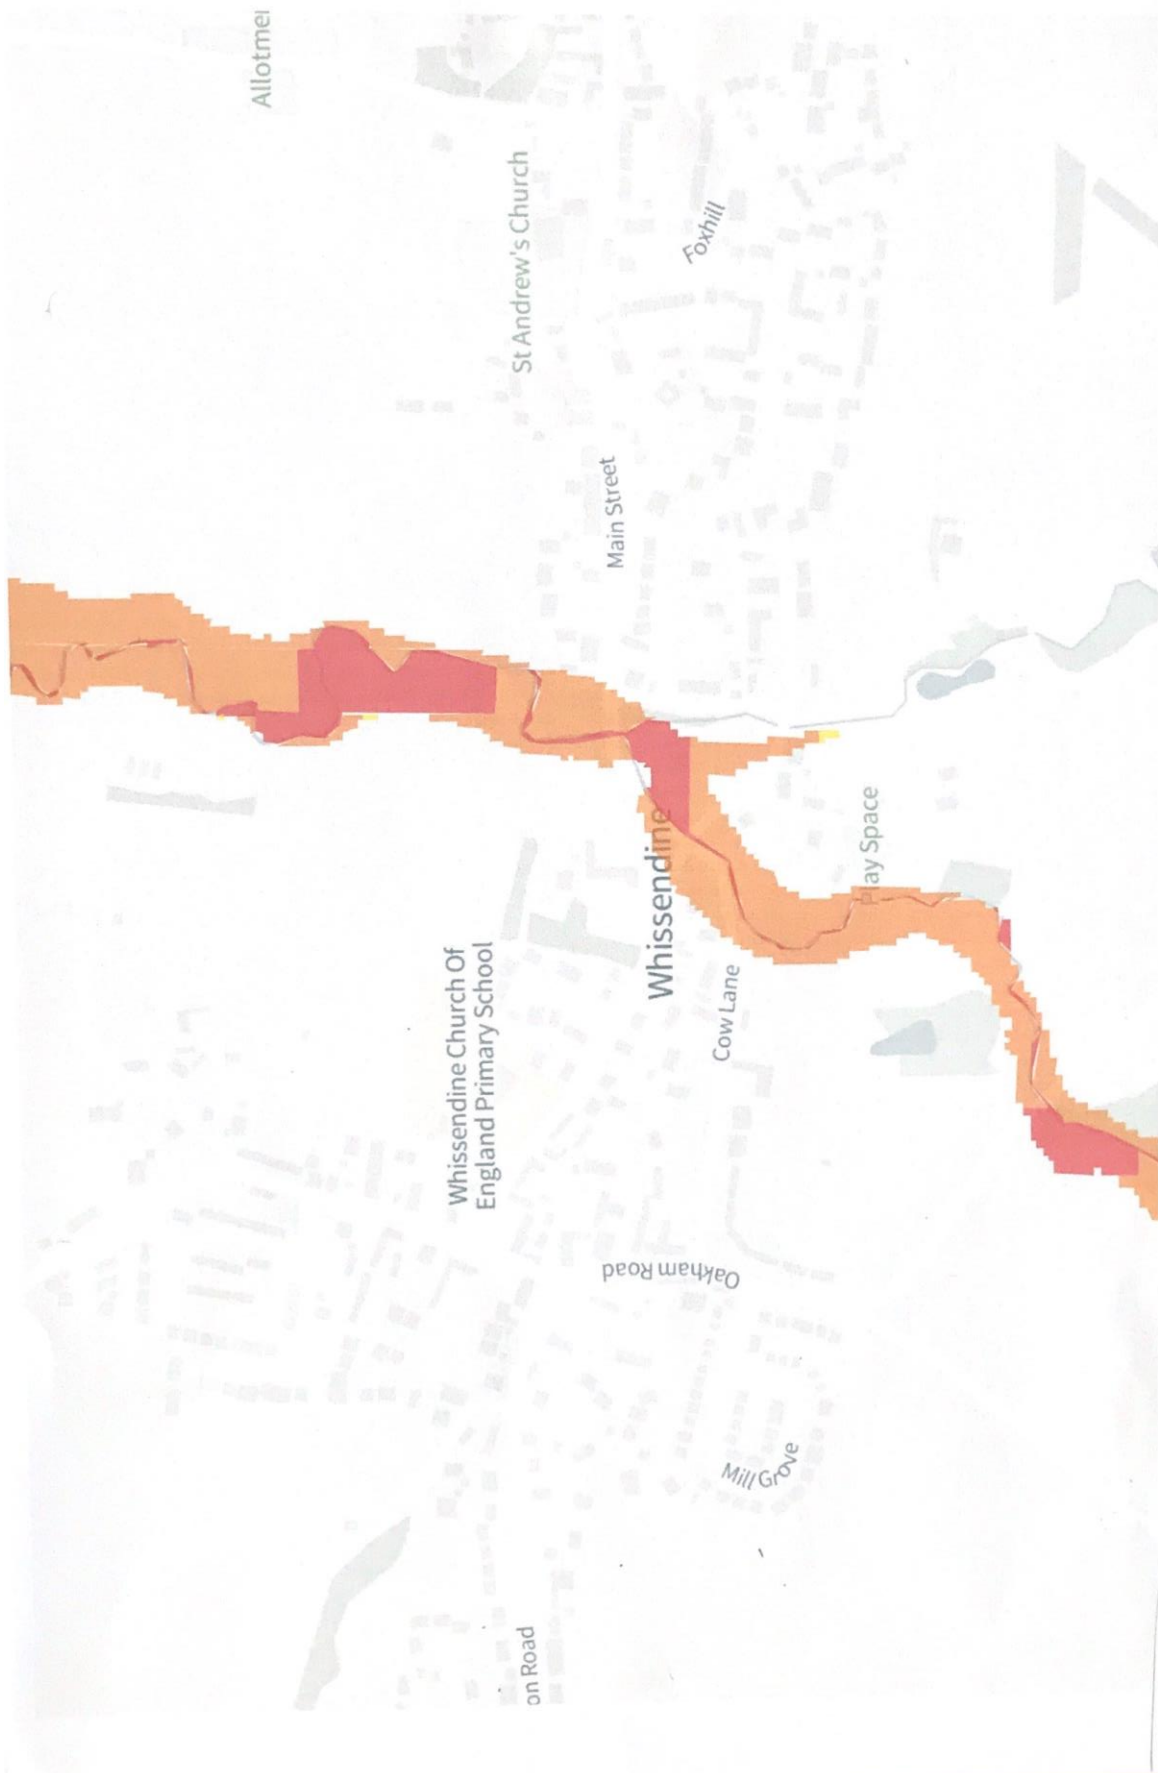 Allotmei
St Andrew's Church
Foxhill
Main Street
Play Space
Whissendine
Whissendine Church Of
England Primary School
Cow Lane
Oakham Road
Mill Grove
on Road